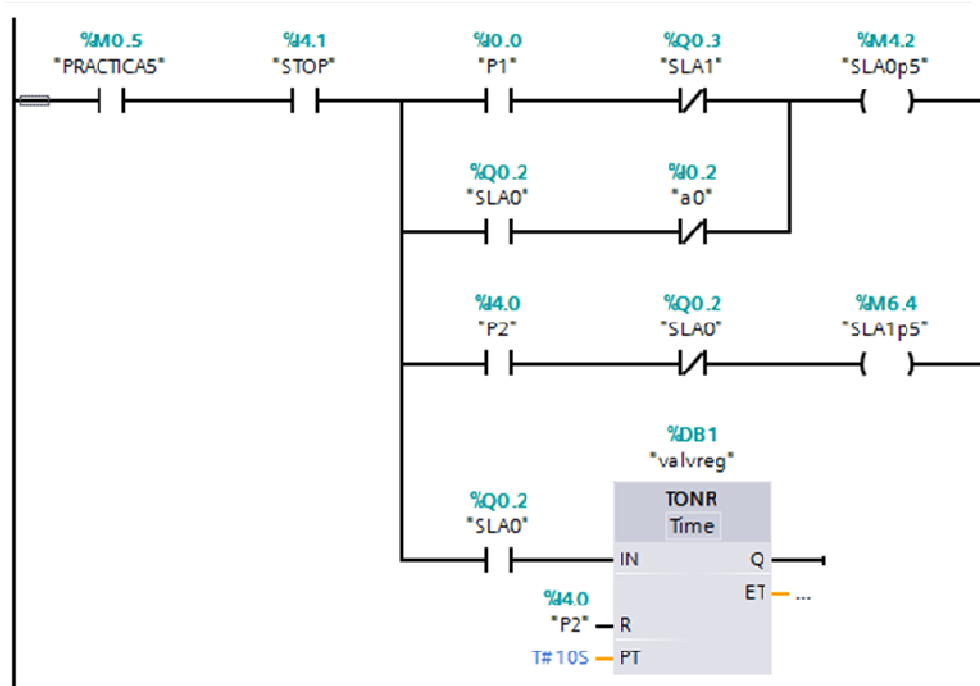 %M0.5 %I4.1 %I0.0 %Q0.3 %M4.2
"PRACTICA5" "STOP" "P1" "SLA1" "SLA0p5"
%Q0.2 %I0.2
"SLA0" "a0"
%I4.0 %Q0.2 %M6.4
"P2" "SLA0" "SLA1p5"
%DB1
"valvreg"
%Q0.2 TONR
"SLA0" Time
IN Q
%I4.0 ET ...
"P2" R
T#10S PT